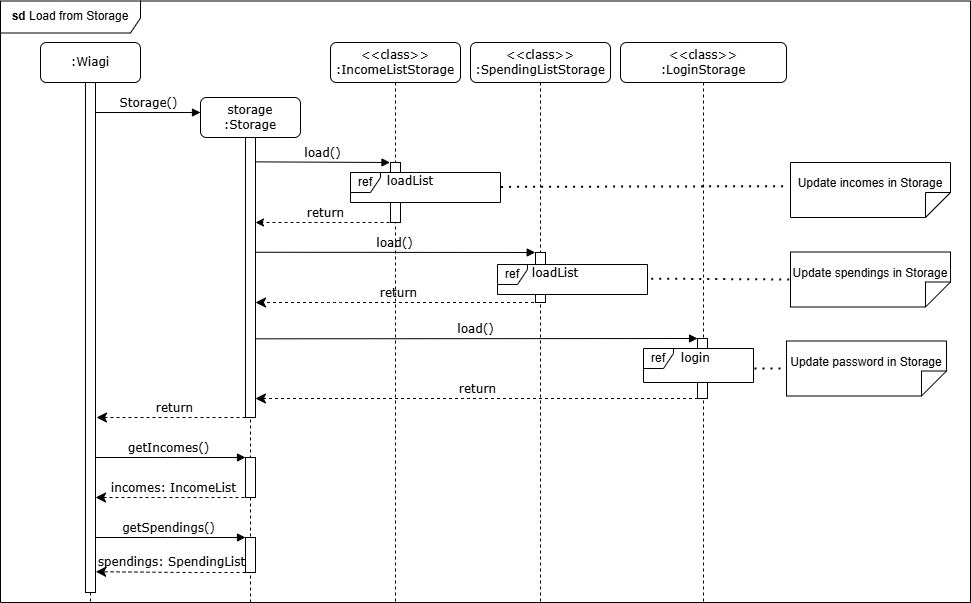 sd Load from Storage
:Wiagi
<<class>>
:IncomeListStorage
<<class>>
:SpendingListStorage
<<class>>
:LoginStorage
Storage()
storage
:Storage
load()
ref loadList
Update incomes in Storage
return
load()
ref loadList
Update spendings in Storage
return
load()
ref login
Update password in Storage
return
return
getIncomes()
incomes: IncomeList
getSpendings()
spendings: SpendingList